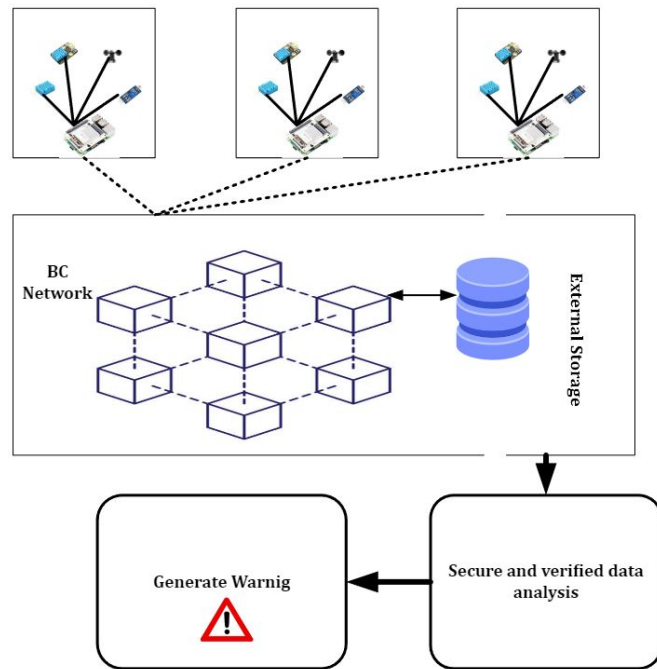 BC
Network
External Storage
Secure and verified data
analysis
Generate Warnig